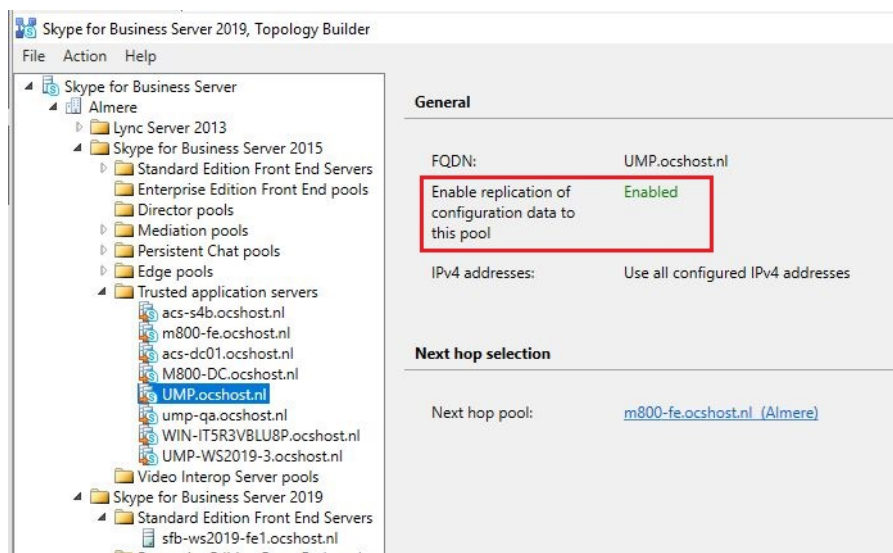 Skype for Business Server 2019, Topology Builder
File Action Help
Skype for Business Server
Almere
Lync Server 2013
Skype for Business Server 2015
Standard Edition Front End Servers
Enterprise Edition Front End pools
Director pools
Mediation pools
Persistent Chat pools
Edge pools
Trusted application servers
acs-s4b.ocshost.nl
m800-fe.ocshost.nl
acs-dc01.ocshost.nl
M800-DC.ocshost.nl
UMP.ocshost.nl
ump-qa.ocshost.nl
WIN-IT5R3VBLU8P.ocshost.nl
UMP-WS2019-3.ocshost.nl
Video Interop Server pools
Skype for Business Server 2019
Standard Edition Front End Servers
sfb-ws2019-fe1.ocshost.nl
General
FQDN: UMP.ocshost.nl
Enable replication of Enabled
configuration data to
this pool
IPv4 addresses: Use all configured IPv4 addresses
Next hop selection
Next hop pool: m800-fe.ocshost.nl (Almere)